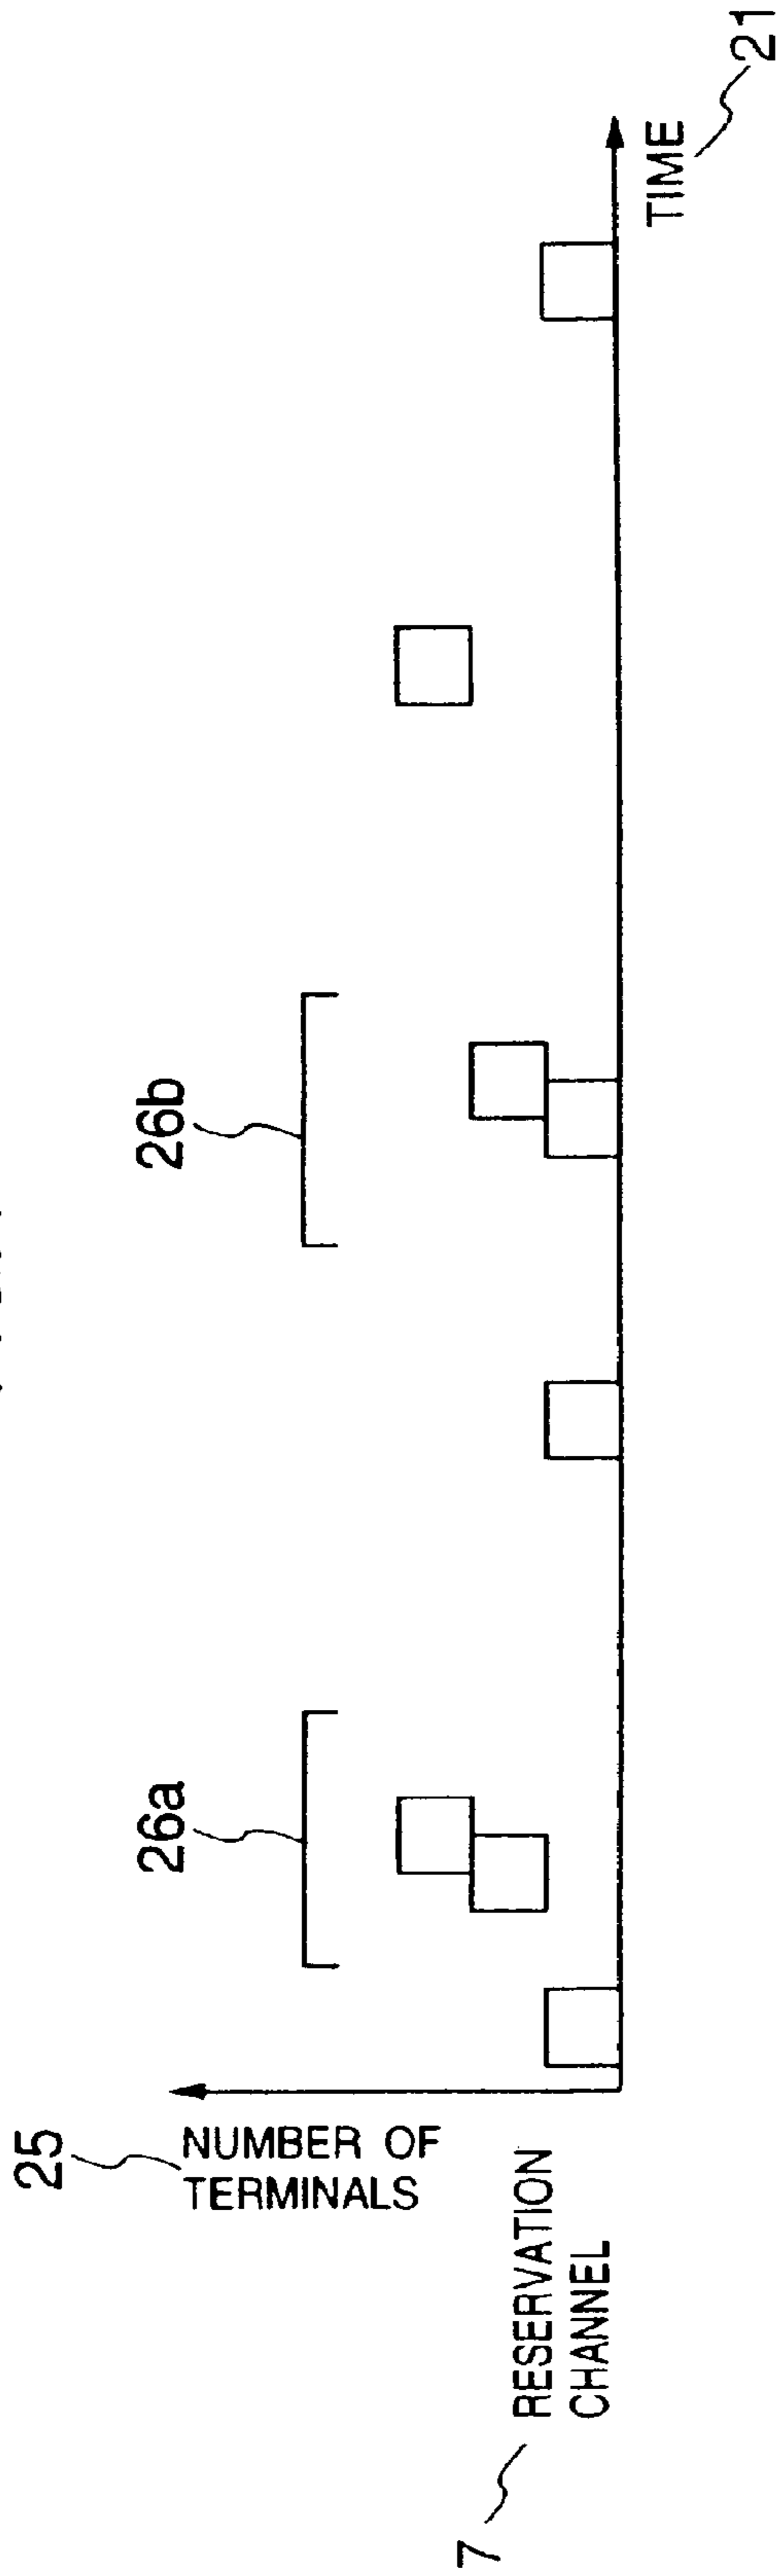 25
NUMBER OF
TERMINALS
7
RESERVATION
CHANNEL
26a
26b
TIME
21